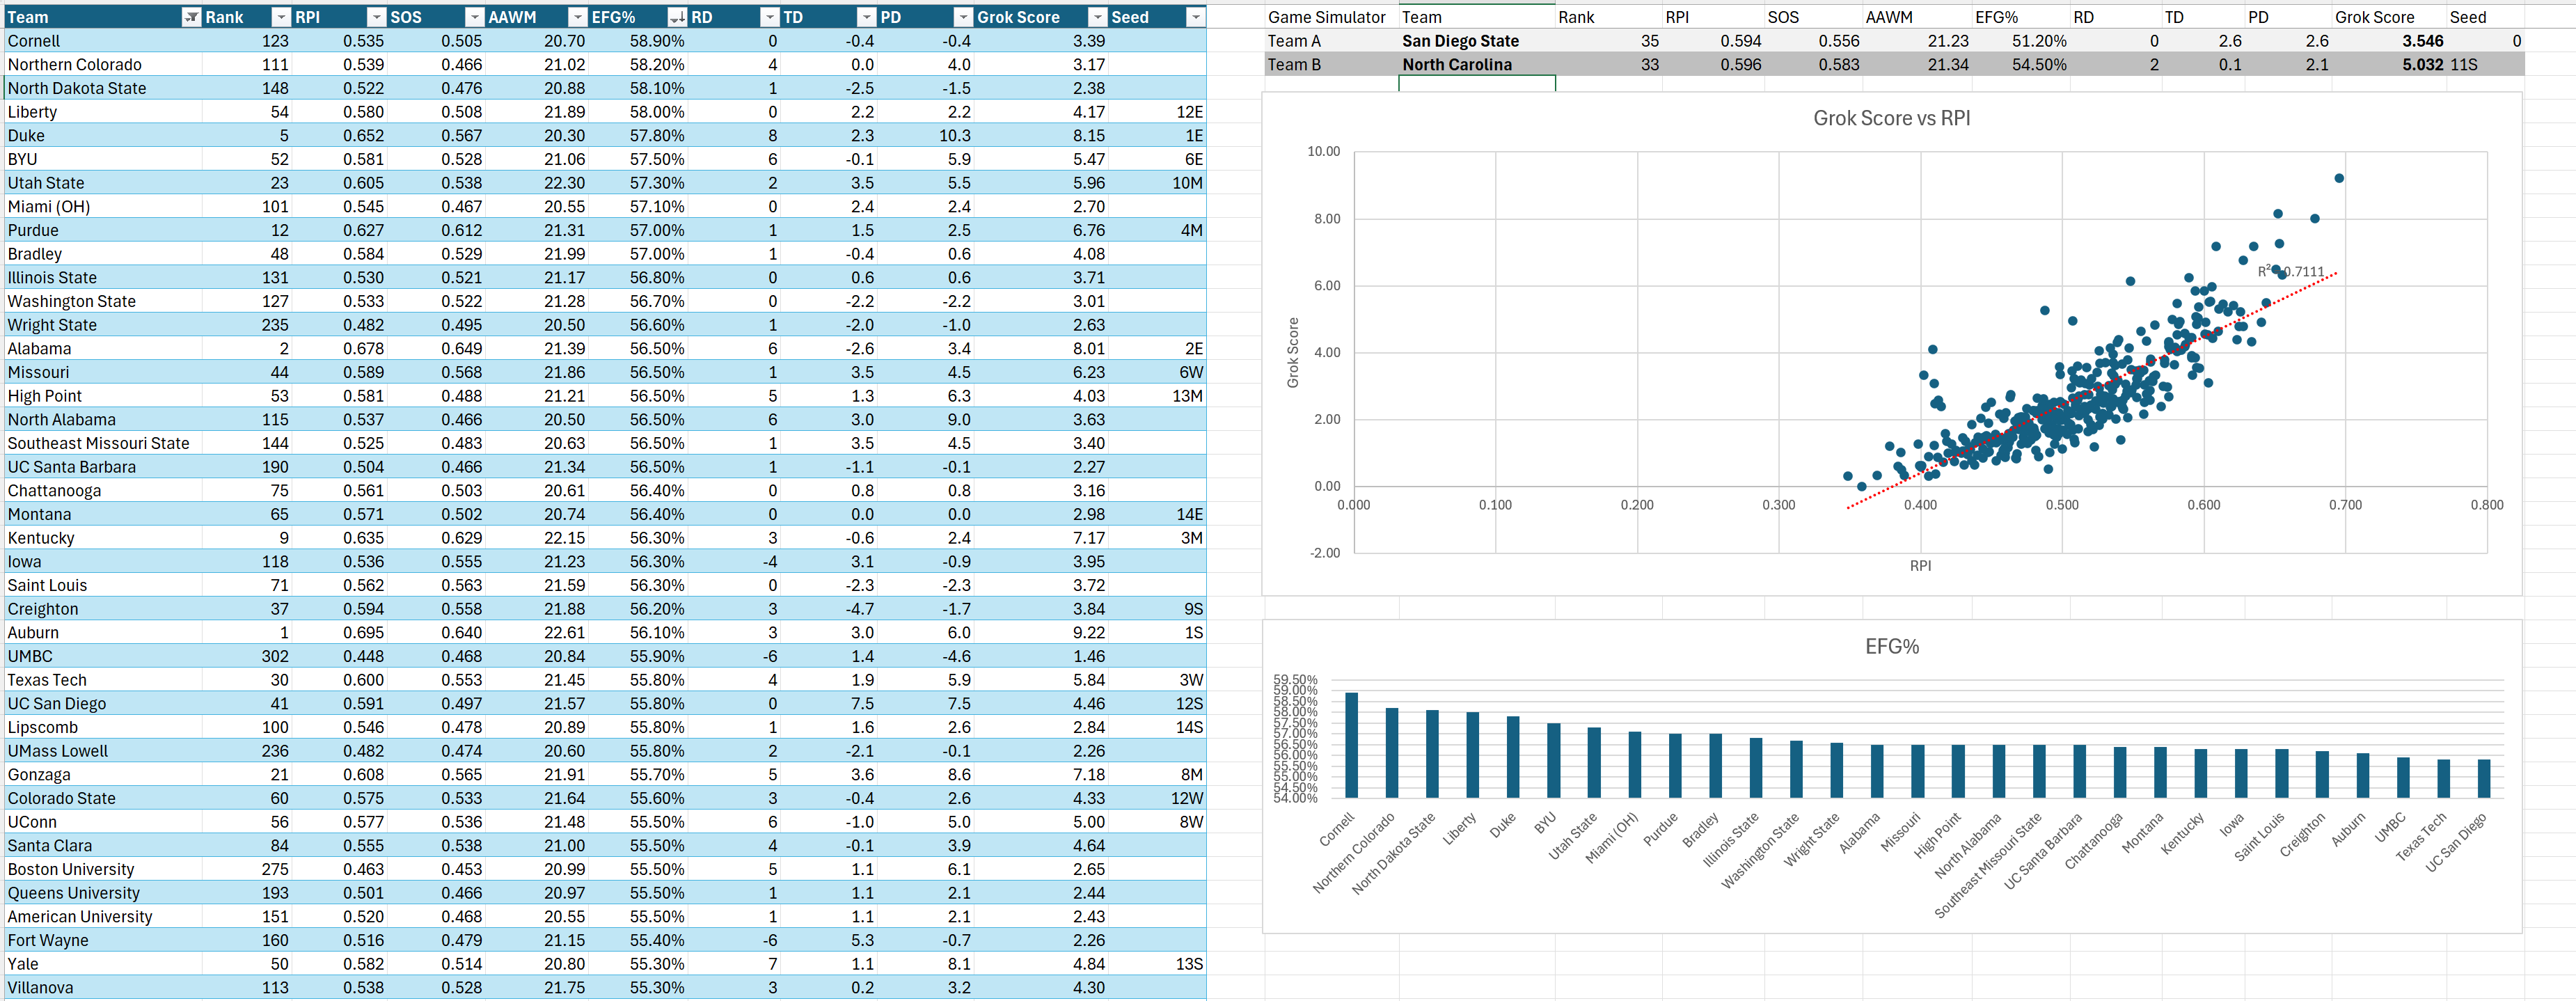 Team Rank RPI SOS AAWM EFG% RD TD PD Grok Score Seed
Cornell 123 0.535 0.505 20.70 58.90% 0 -0.4 -0.4 3.39
Northern Colorado 111 0.539 0.466 21.02 58.20% 4 0.0 4.0 3.17
North Dakota State 148 0.522 0.476 20.88 58.10% 1 -2.5 -1.5 2.38
Liberty 54 0.580 0.508 21.89 58.00% 0 2.2 2.2 4.17 12E
Duke 5 0.652 0.567 20.30 57.80% 8 2.3 10.3 8.15 1E
BYU 52 0.581 0.528 21.06 57.50% 6 -0.1 5.9 5.47 6E
Utah State 23 0.605 0.538 22.30 57.30% 2 3.5 5.5 5.96 10M
Miami (OH) 101 0.545 0.467 20.55 57.10% 0 2.4 2.4 2.70
Purdue 12 0.627 0.612 21.31 57.00% 1 1.5 2.5 6.76 4M
Bradley 48 0.584 0.529 21.99 57.00% 1 -0.4 0.6 4.08
Illinois State 131 0.530 0.521 21.17 56.80% 0 0.6 0.6 3.71
Washington State 127 0.533 0.522 21.28 56.70% 0 -2.2 -2.2 3.01
Wright State 235 0.482 0.495 20.50 56.60% 1 -2.0 -1.0 2.63
Alabama 2 0.678 0.649 21.39 56.50% 6 -2.6 3.4 8.01 2E
Missouri 44 0.589 0.568 21.86 56.50% 1 3.5 4.5 6.23 6W
High Point 53 0.581 0.488 21.21 56.50% 5 1.3 6.3 4.03 13M
North Alabama 115 0.537 0.466 20.50 56.50% 6 3.0 9.0 3.63
Southeast Missouri State 144 0.525 0.483 20.63 56.50% 1 3.5 4.5 3.40
UC Santa Barbara 190 0.504 0.466 21.34 56.50% 1 -1.1 -0.1 2.27
Chattanooga 75 0.561 0.503 20.61 56.40% 0 0.8 0.8 3.16
Montana 65 0.571 0.502 20.74 56.40% 0 0.0 0.0 2.98 14E
Kentucky 9 0.635 0.629 22.15 56.30% 3 -0.6 2.4 7.17 3M
Iowa 118 0.536 0.555 21.23 56.30% -4 3.1 -0.9 3.95
Saint Louis 71 0.562 0.563 21.59 56.30% 0 -2.3 -2.3 3.72
Creighton 37 0.594 0.558 21.88 56.20% 3 -4.7 -1.7 3.84 9S
Auburn 1 0.695 0.640 22.61 56.10% 3 3.0 6.0 9.22 1S
UMBC 302 0.448 0.468 20.84 55.90% -6 1.4 -4.6 1.46
Texas Tech 30 0.600 0.553 21.45 55.80% 4 1.9 5.9 5.84 3W
UC San Diego 41 0.591 0.497 21.57 55.80% 0 7.5 7.5 4.46 12S
Lipscomb 100 0.546 0.478 20.89 55.80% 1 1.6 2.6 2.84 14S
UMass Lowell 236 0.482 0.474 20.60 55.80% 2 -2.1 -0.1 2.26
Gonzaga 21 0.608 0.565 21.91 55.70% 5 3.6 8.6 7.18 8M
Colorado State 60 0.575 0.533 21.64 55.60% 3 -0.4 2.6 4.33 12W
UConn 56 0.577 0.536 21.48 55.50% 6 -1.0 5.0 5.00 8W
Santa Clara 84 0.555 0.538 21.00 55.50% 4 -0.1 3.9 4.64
Boston University 275 0.463 0.453 20.99 55.50% 5 1.1 6.1 2.65
Queens University 193 0.501 0.466 20.97 55.50% 1 1.1 2.1 2.44
American University 151 0.520 0.468 20.55 55.50% 1 1.1 2.1 2.43
Fort Wayne 160 0.516 0.479 21.15 55.40% -6 5.3 -0.7 2.26
Yale 50 0.582 0.514 20.80 55.30% 7 1.1 8.1 4.84 13S
Villanova 113 0.538 0.528 21.75 55.30% 3 0.2 3.2 4.30
Game Simulator Team Rank RPI SOS AAWM EFG% RD TD PD Grok Score Seed
Team A San Diego State 35 0.594 0.556 21.23 51.20% 0 2.6 2.6 3.546 0
Team B North Carolina 33 0.596 0.583 21.34 54.50% 2 0.1 2.1 5.032 11S
Grok Score vs RPI
10.00
8.00
R² 0.7111
6.00
Grok Score
4.00
2.00
0.00
0.000 0.100 0.200 0.300 0.400 0.500 0.600 0.700 0.800
-2.00
RPI
EFG%
59.50%
59.00%
58.50%
58.00%
57.50%
57.00%
56.50%
56.00%
55.50%
55.00%
54.50%
54.00%
Cornell
Northern Colorado
North Dakota State
Liberty
Duke
BYU
Utah State
Miami (OH)
Purdue
Bradley
Illinois State
Washington State
Wright State
Alabama
Missouri
High Point
North Alabama
Southeast Missouri State
UC Santa Barbara
Chattanooga
Montana
Kentucky
Iowa
Saint Louis
Creighton
Auburn
UMBC
Texas Tech
UC San Diego